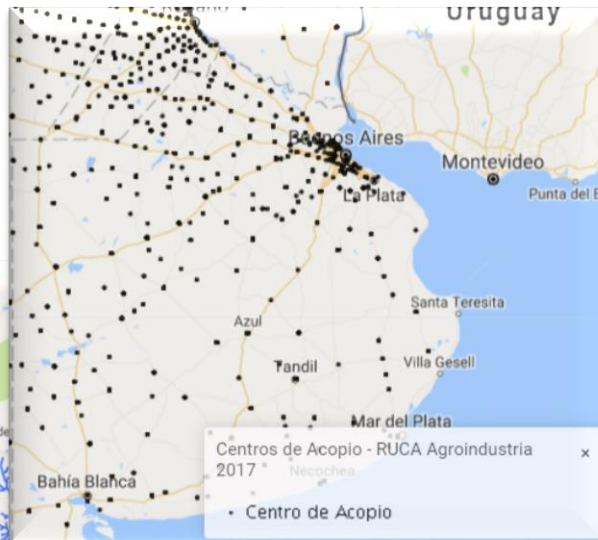 Uruguay
Buenos Aires
Montevideo
La Plata
Punta del E
Santa Teresita
Azul
Villa Gesell
Tandil
Mar del Plata
Centros de Acopio - RUCA Agroindustria
2017
×
Necochea
Bahía Blanca
Centro de Acopio